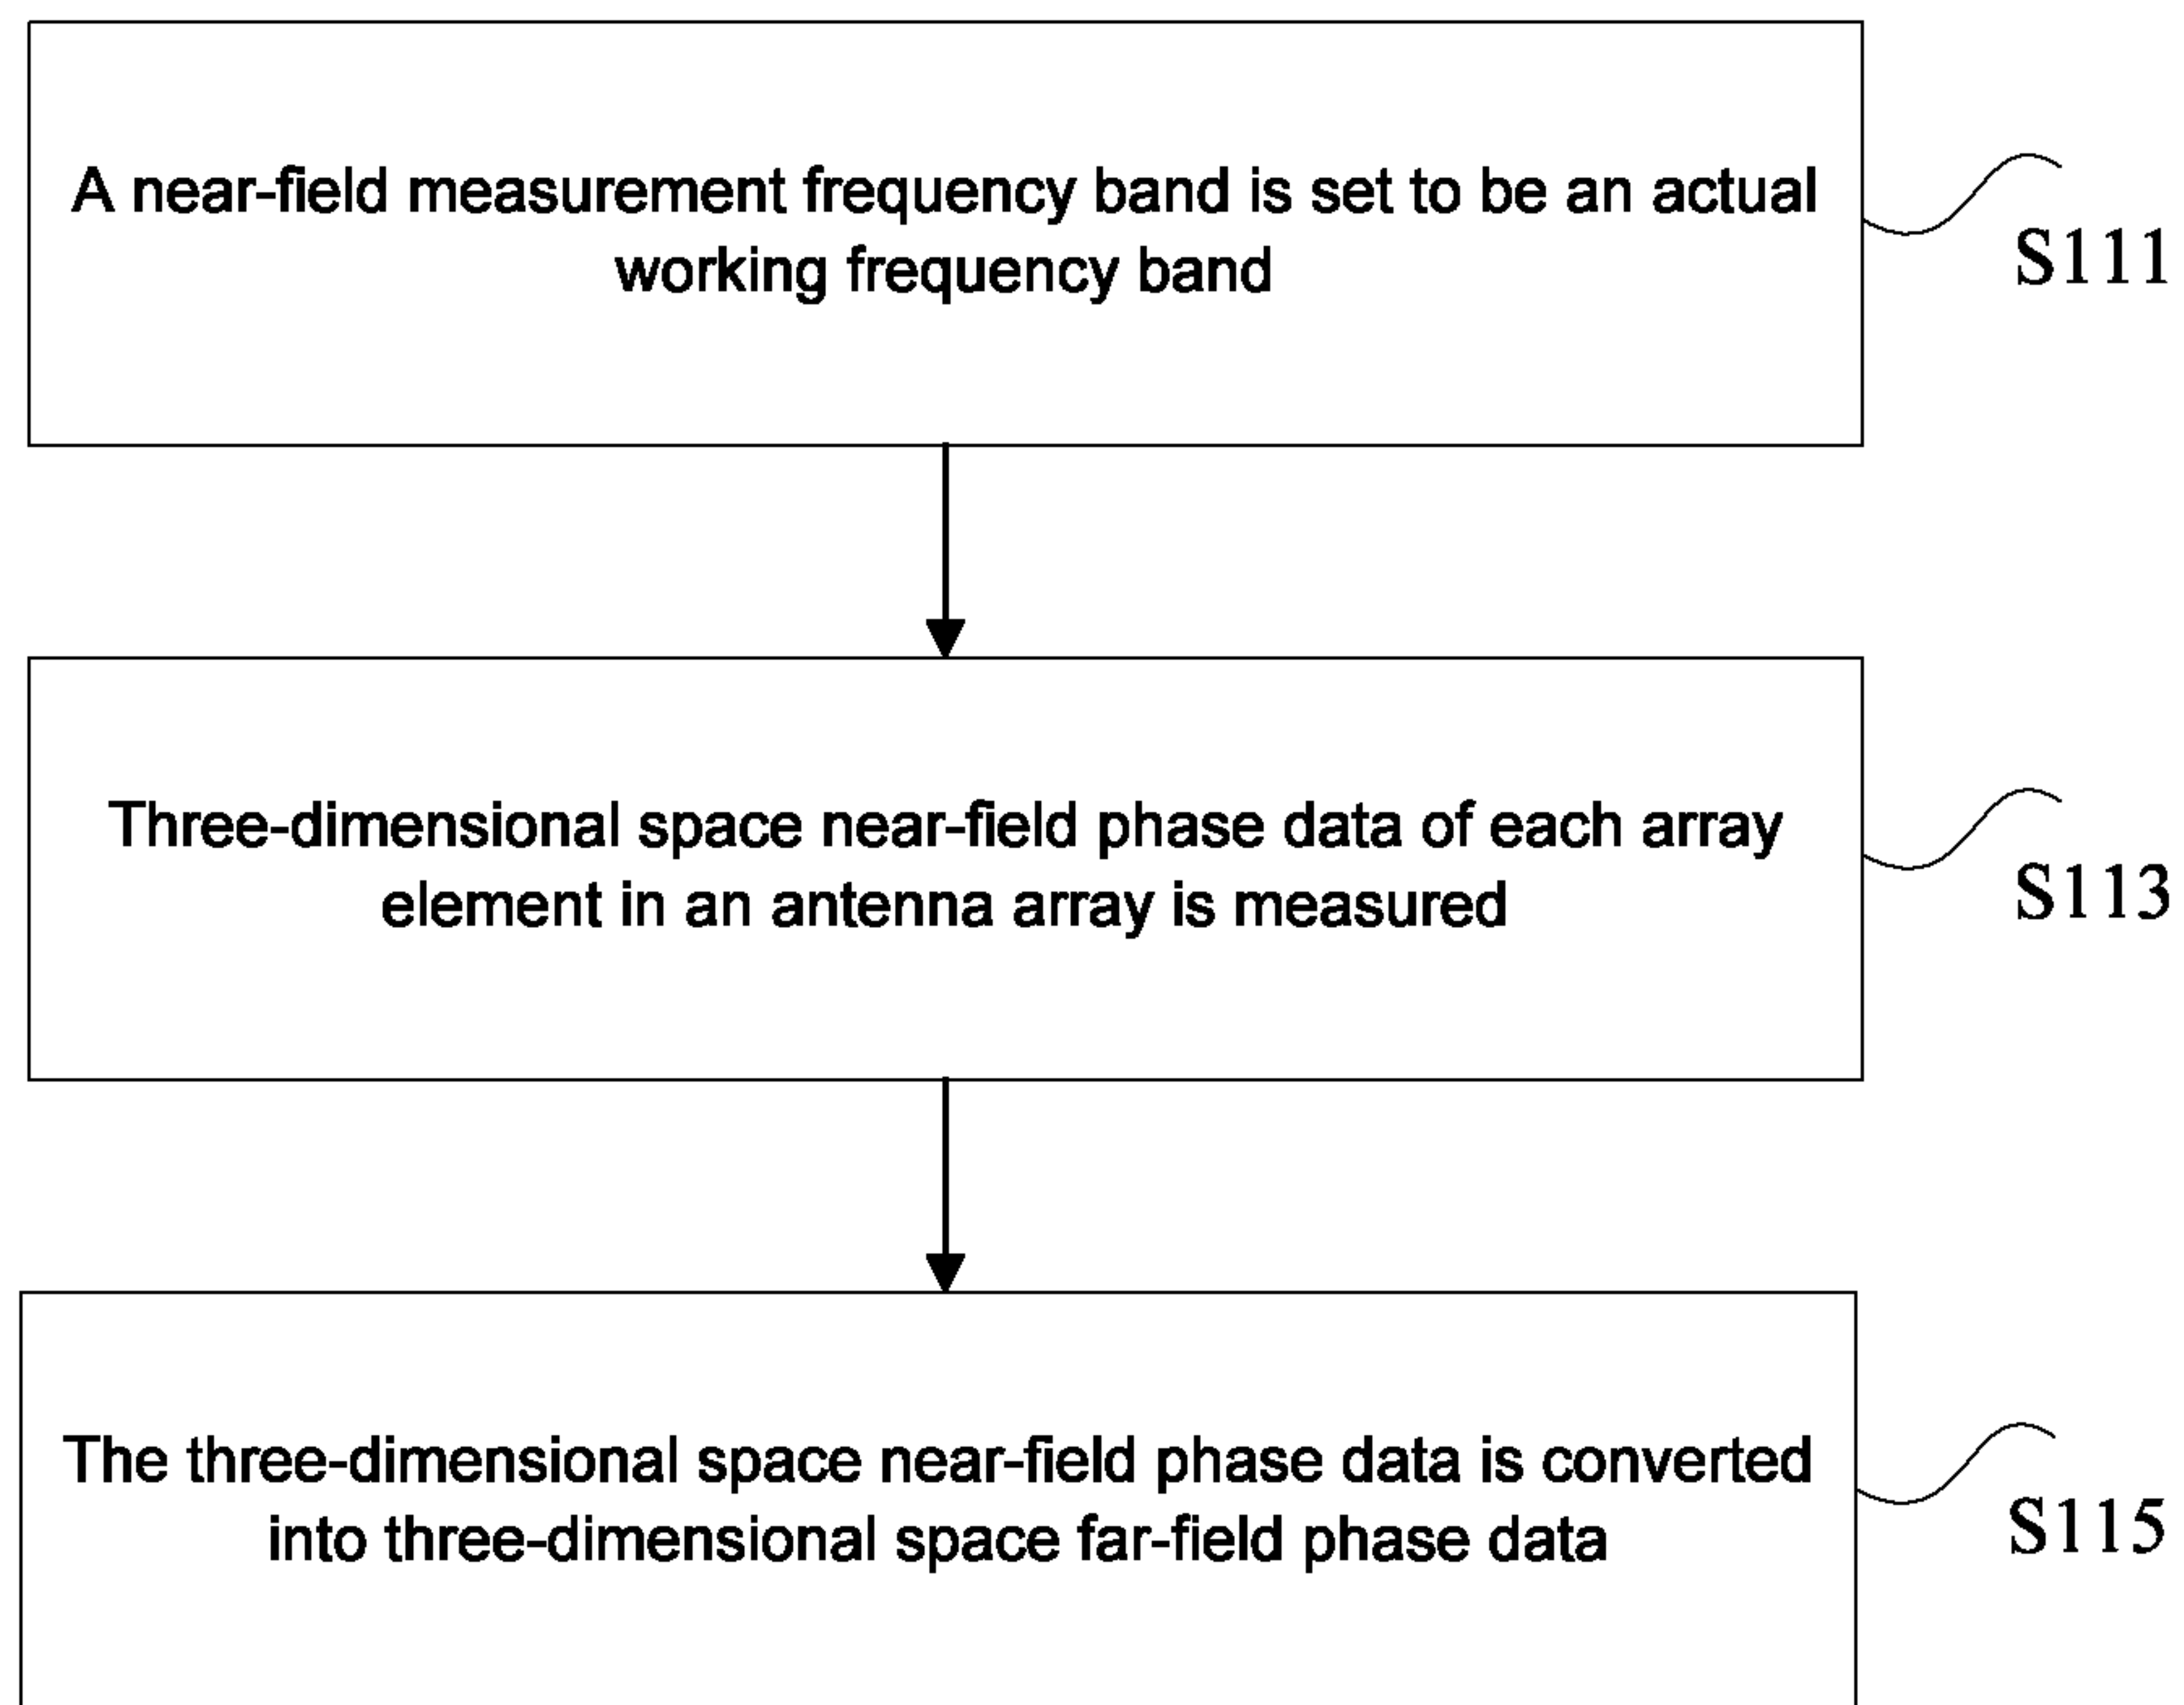 A near-field measurement frequency band is set to be an actual
working frequency band
S111
Three-dimensional space near-field phase data of each array
element in an antenna array is measured
S113
The three-dimensional space near-field phase data is converted
into three-dimensional space far-field phase data
S115